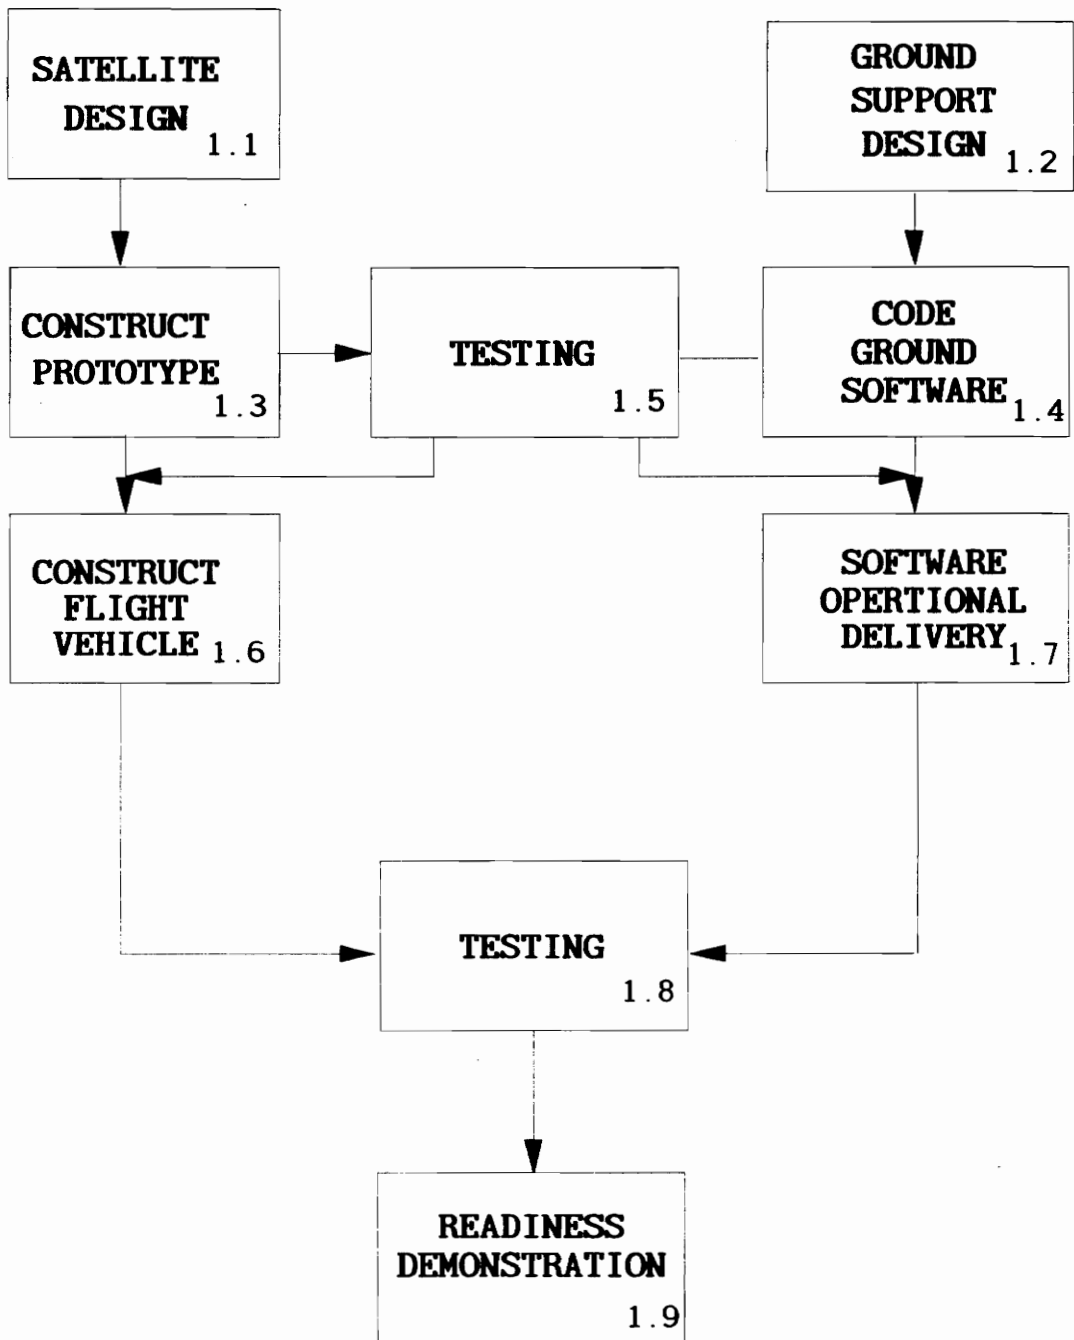 SATELLITE
DESIGN
1.1
GROUND
SUPPORT
DESIGN
1.2
CONSTRUCT
PROTOTYPE
1.3
TESTING
1.5
CODE
GROUND
SOFTWARE
1.4
CONSTRUCT
FLIGHT
VEHICLE
1.6
SOFTWARE
OPERTIONAL
DELIVERY
1.7
TESTING
1.8
READINESS
DEMONSTRATION
1.9